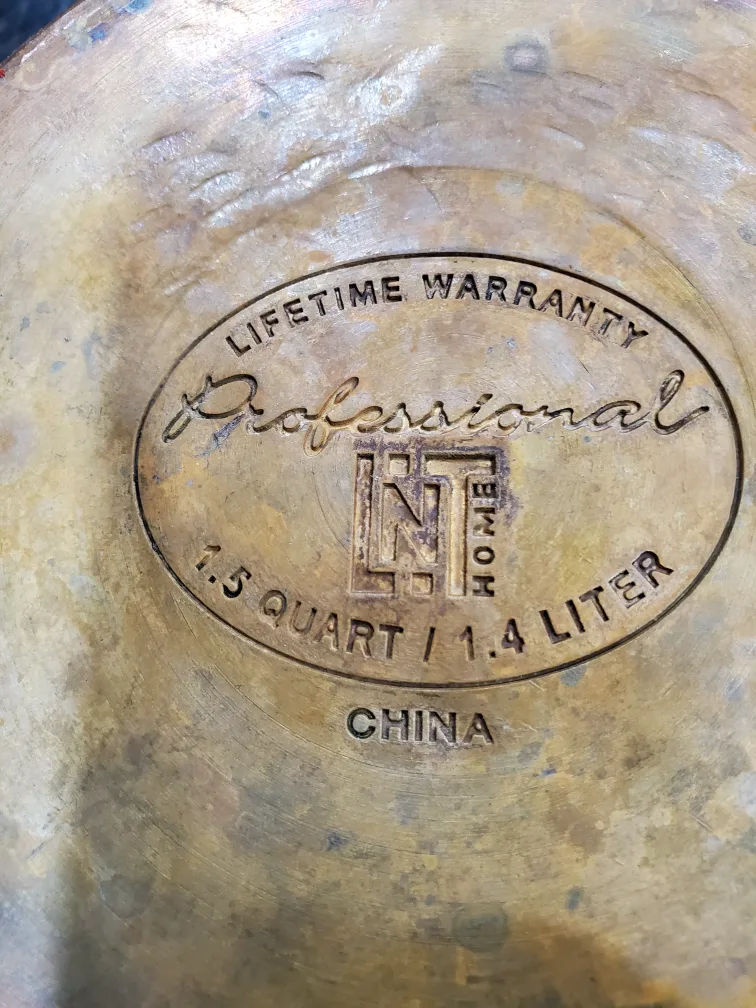 LIFETIME WARRANTY
Professional
LNT
HOME
1.5 QUART / 1.4 LITER
CHINA